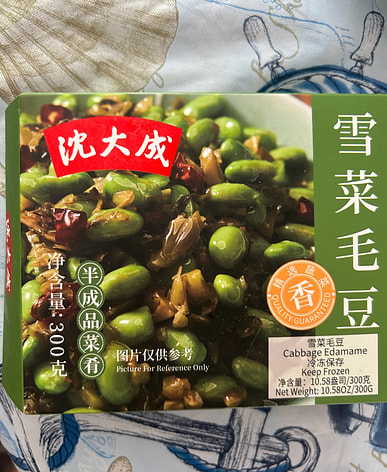 沈大成
雪菜毛豆
净含量:300克
半成品菜肴
图片仅供参考
Picture For Reference Only
精选蔬菜
香
QUALITY GUARANTEED
雪菜毛豆
Cabbage Edamame
冷冻保存
Keep Frozen
净含量: 10.58盎司/300克
Net Weight: 10.58OZ/300G